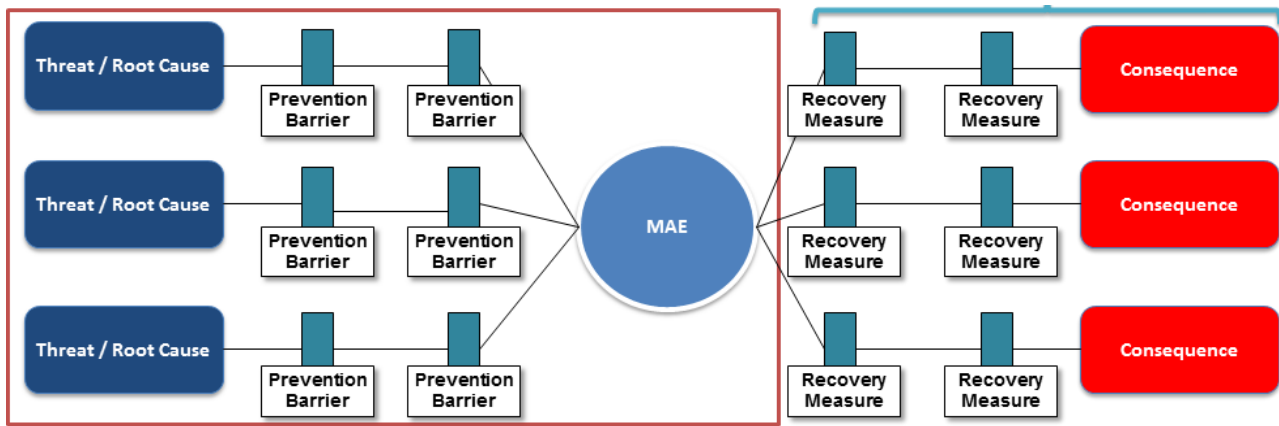 Threat / Root Cause
Prevention
Barrier
Prevention
Barrier
Recovery
Measure
Recovery
Measure
Consequence
Threat / Root Cause
Prevention
Barrier
Prevention
Barrier
MAE
Recovery
Measure
Recovery
Measure
Consequence
Threat / Root Cause
Prevention
Barrier
Prevention
Barrier
Recovery
Measure
Recovery
Measure
Consequence